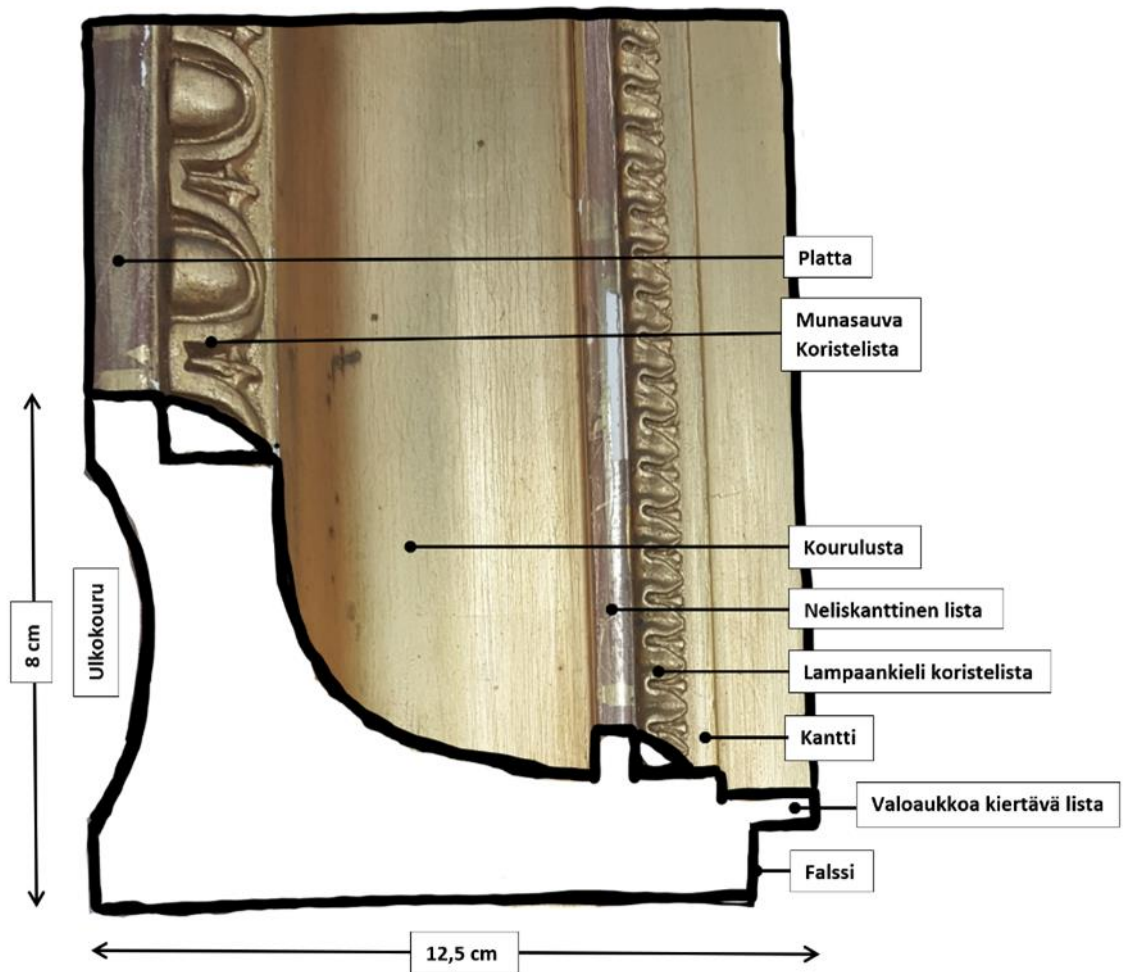 Platta
Munasauva
Koristelista
Kourulusta
Neliskanttinen lista
Lampaankieli koristelista
Kantti
Valoaukkoa kiertävä lista
Falssi
Ulkokouru
8 cm
12,5 cm